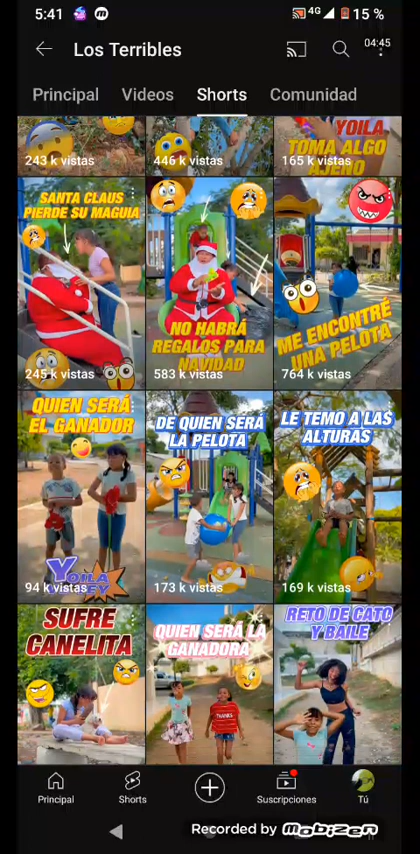 5:41
4G
15 %
Los Terribles
04:45
Principal
Videos
Shorts
Comunidad
243 k vistas
446 k vistas
YOILA
TOMA ALGO
AJENO
165 k vistas
SANTA CLAUS
PIERDE SU MAGUIA
245 k vistas
NO HABRÁ
REGALOS PARA
NAVIDAD
583 k vistas
ME ENCONTRÉ
UNA PELOTA
764 k vistas
QUIEN SERÁ
EL GANADOR
YOILA
94 k vistas
DE QUIEN SERÁ
LA PELOTA
173 k vistas
LE TEMO A LAS
ALTURAS
169 k vistas
SUFRE
CANELITA
QUIEN SERÁ LA
GANADORA
RETO DE CATO
Y BAILE
Principal
Shorts
Suscripciones
Tú
Recorded by Mobizen